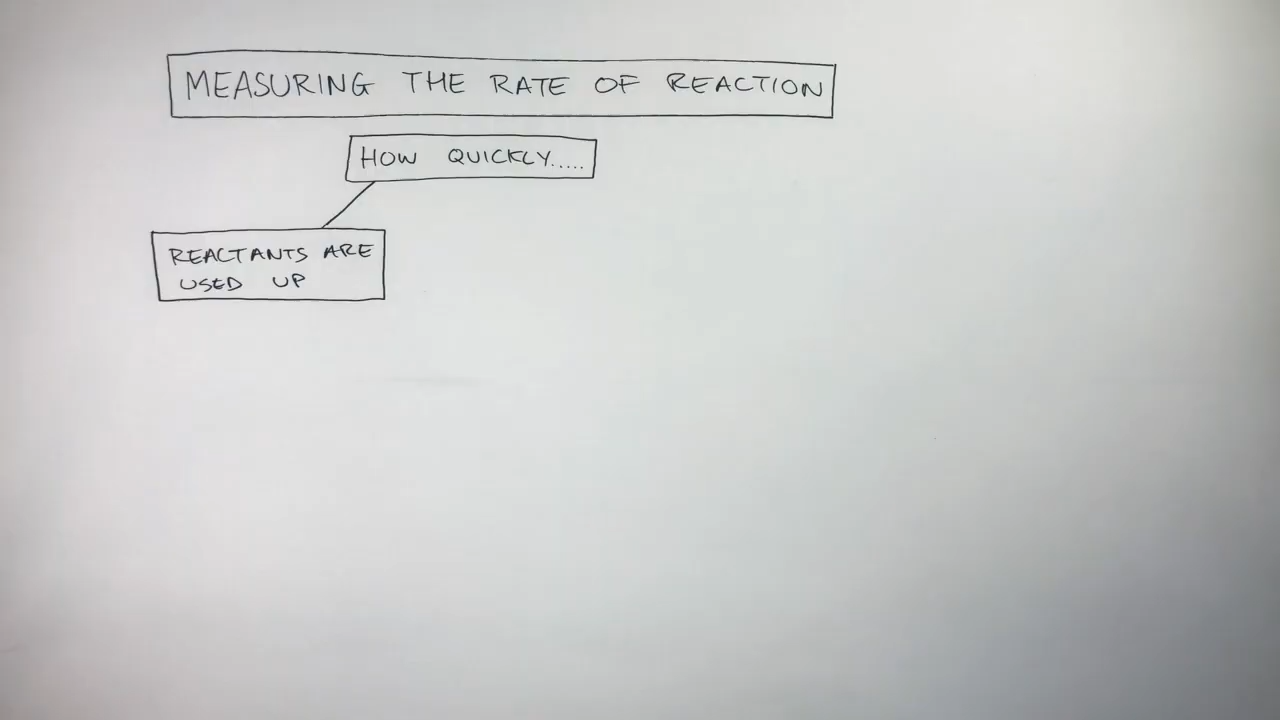 MEASURING THE RATE OF REACTION
HOW QUICKLY.....
REACTANTS ARE
USED UP